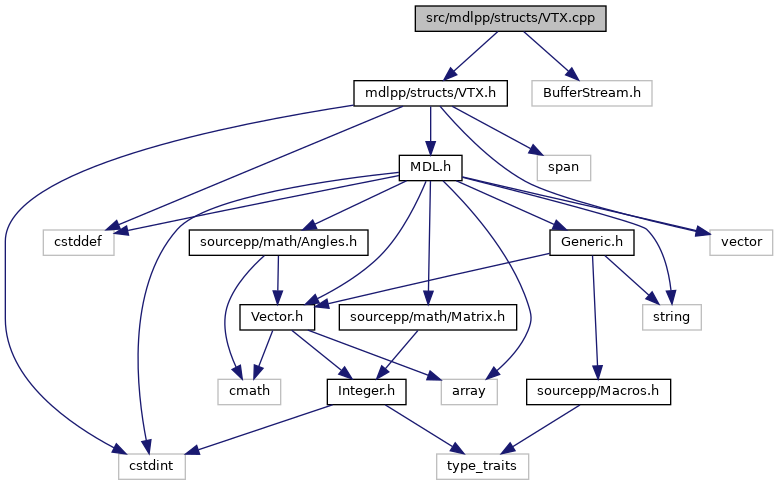 src/mdlpp/structs/VTX.cpp
mdlpp/structs/VTX.h
BufferStream.h
MDL.h
span
cstddef
sourcepp/math/Angles.h
Generic.h
vector
Vector.h
sourcepp/math/Matrix.h
string
cmath
Integer.h
array
sourcepp/Macros.h
cstdint
type_traits